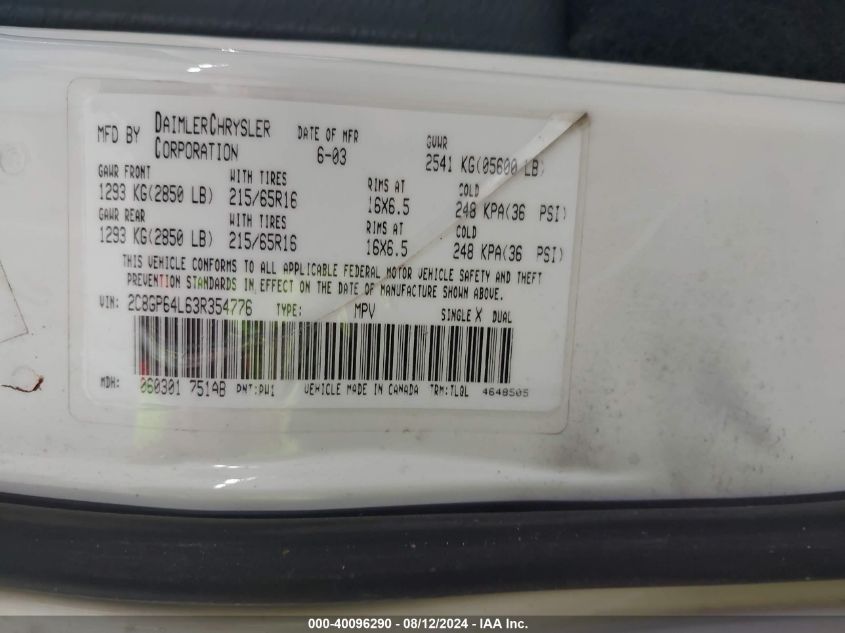 MFD BY DAIMLERCHRYSLER CORPORATION DATE OF MFR 6-03 GVWR 2541 KG(05600 LB)
GAWR FRONT WITH TIRES RIMS AT COLD
1293 KG(2850 LB) 215/65R16 16X6.5 248 KPA(36 PSI)
GAWR REAR WITH TIRES RIMS AT COLD
1293 KG(2850 LB) 215/65R16 16X6.5 248 KPA(36 PSI)
THIS VEHICLE CONFORMS TO ALL APPLICABLE FEDERAL MOTOR VEHICLE SAFETY AND THEFT
PREVENTION STANDARDS IN EFFECT ON THE DATE OF MANUFACTURE SHOWN ABOVE.
VIN: 2C8GP64L63R354776 TYPE: MPV SINGLE X DUAL
MDH: 060301 751AB PNT:PW1 VEHICLE MADE IN CANADA TRM:TLQL 4648505
000-40096290 - 08/12/2024 - IAA Inc.